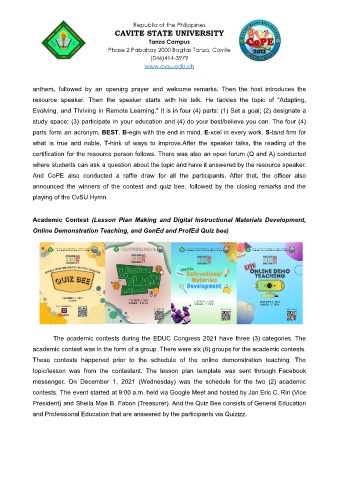 Republic of the Philippines
CAVITE STATE UNIVERSITY
Tanza Campus
Phase 2 Pabahay 2000 Bagtas Tanza, Cavite
(046)414-3979
www.cvsu.edu.ph
CoPE
2013
anthem, followed by an opening prayer and welcome remarks. Then the host introduces the
resource speaker. Then the speaker starts with his talk. He tackles the topic of "Adapting,
Evolving, and Thriving in Remote Learning." It is in four (4) parts: (1) Set a goal; (2) designate a
study space; (3) participate in your education and (4) do your best/believe you can. The four (4)
parts form an acronym, BEST. B-egin with the end in mind, E-xcel in every work, S-tand firm for
what is true and noble, T-hink of ways to improve.After the speaker talks, the reading of the
certification for the resource person follows. There was also an open forum (Q and A) conducted
where students can ask a question about the topic and have it answered by the resource speaker.
And CoPE also conducted a raffle draw for all the participants. After that, the officer also
announced the winners of the contest and quiz bee, followed by the closing remarks and the
playing of the CvSU Hymn.
Academic Contest (Lesson Plan Making and Digital Instructional Materials Development,
Online Demonstration Teaching, and GenEd and ProfEd Quiz bee)
QUIZ BEE
Lesson
PLAN
Instructional
Materials
Development
ONLINE DEMO
TEACHING
The academic contests during the EDUC Congress 2021 have three (3) categories. The
academic contest was in the form of a group. There were six (6) groups for the academic contests.
These contests happened prior to the schedule of the online demonstration teaching. The
topic/lesson was from the contestant. The lesson plan template was sent through Facebook
messenger. On December 1, 2021 (Wednesday) was the schedule for the two (2) academic
contests. The event started at 9:00 a.m. held via Google Meet and hosted by Jan Eric C. Rin (Vice
President) and Sheila Mae B. Fabon (Treasurer). And the Quiz Bee consists of General Education
and Professional Education that are answered by the participants via Quizizz.